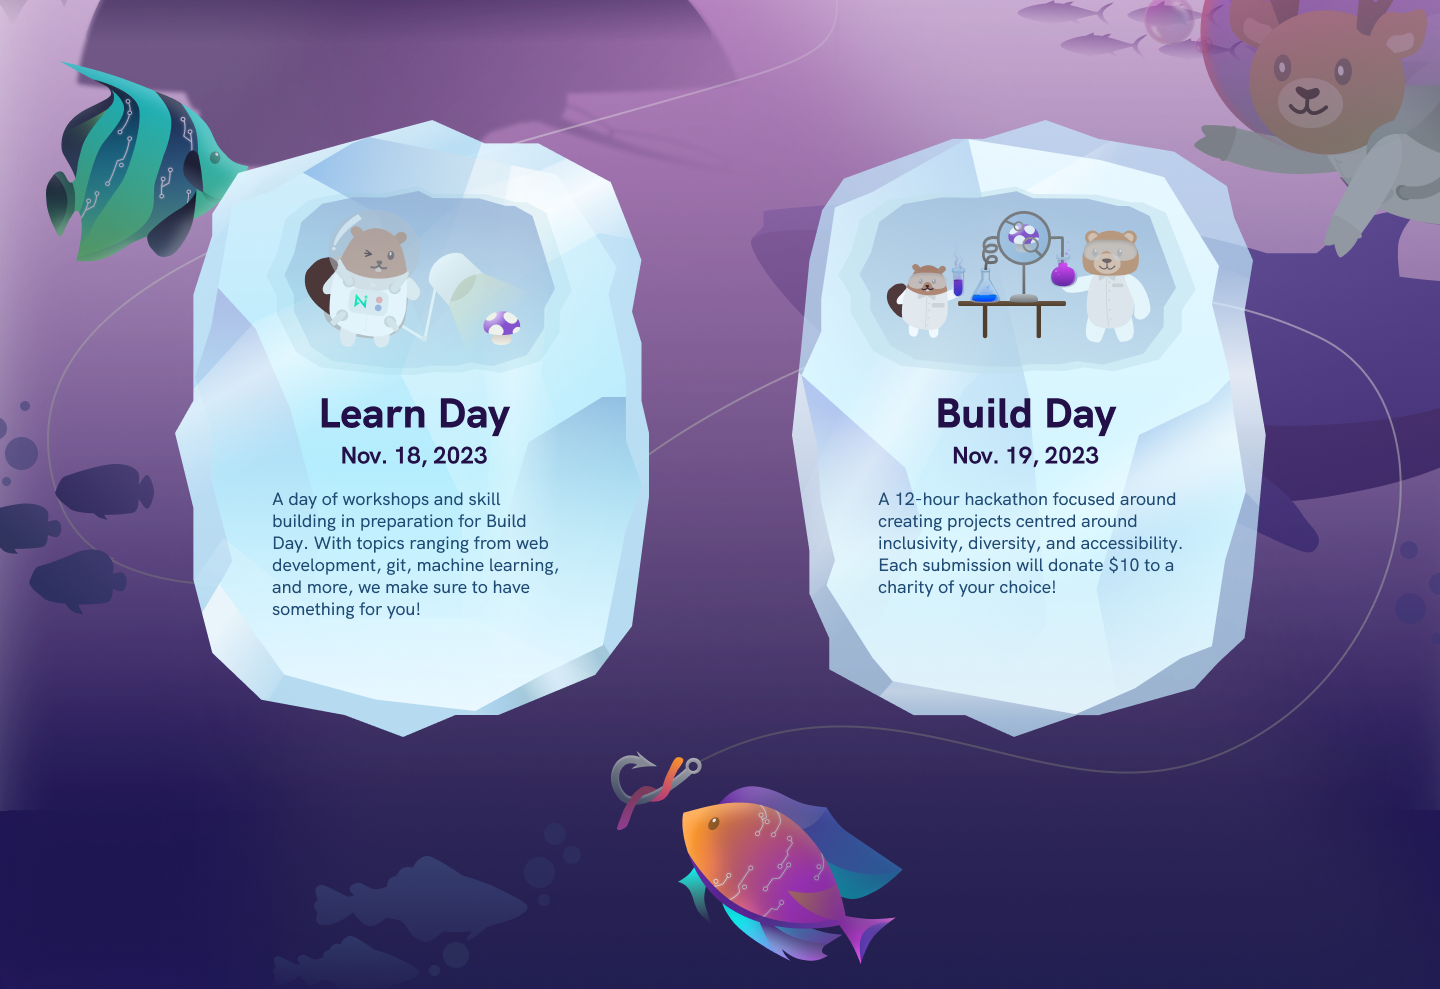 Learn Day
Nov. 18, 2023
A day of workshops and skill
building in preparation for Build
Day. With topics ranging from web
development, git, machine learning,
and more, we make sure to have
something for you!
Build Day
Nov. 19, 2023
A 12-hour hackathon focused around
creating projects centred around
inclusivity, diversity, and accessibility.
Each submission will donate $10 to a
charity of your choice!